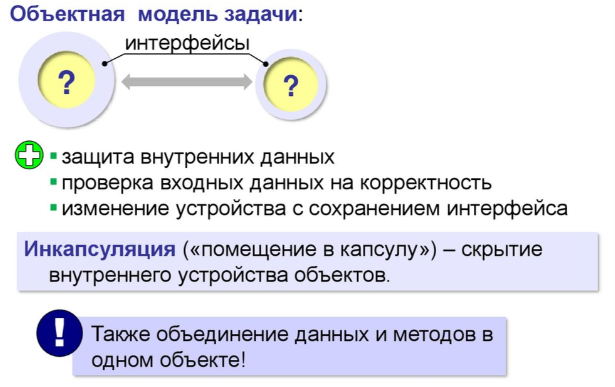 Объектная модель задачи:
интерфейсы
? ?
защита внутренних данных
проверка входных данных на корректность
изменение устройства с сохранением интерфейса
Инкапсуляция («помещение в капсулу») – скрытие
внутреннего устройства объектов.
! Также объединение данных и методов в
одном объекте!